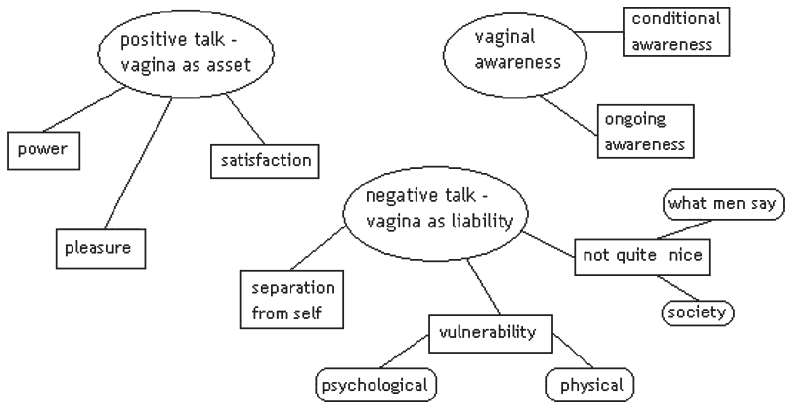 positive talk -
vagina as asset
power
pleasure
satisfaction
vaginal
awareness
conditional
awareness
ongoing
awareness
negative talk -
vagina as liability
separation
from self
vulnerability
psychological
physical
not quite nice
what men say
society